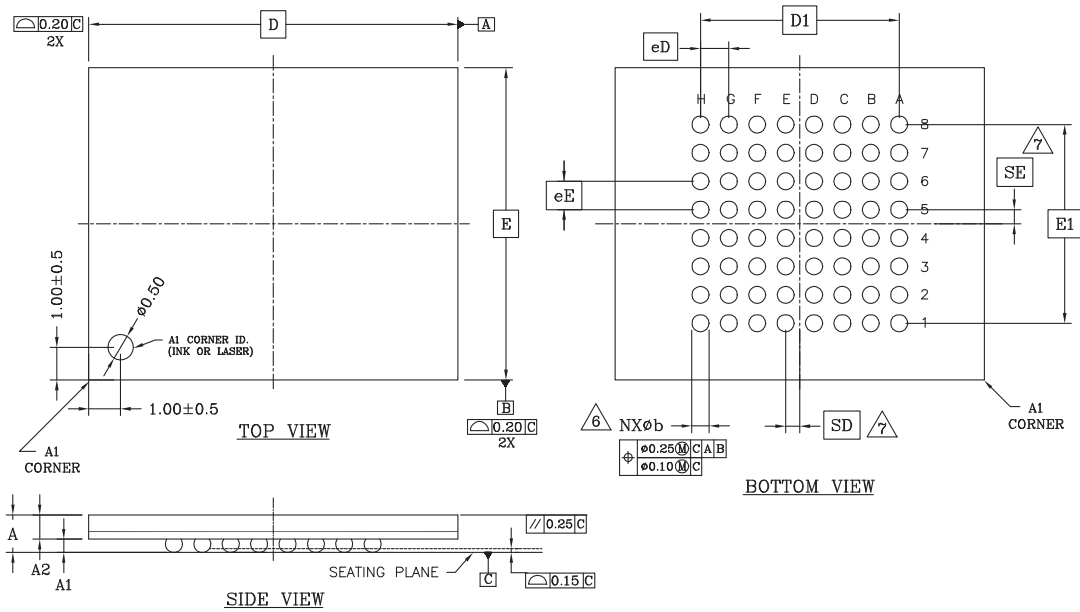 ⌓ 0.20 C
2X
D
A
E
1.00±0.5
ø0.50
A1 CORNER ID.
(INK OR LASER)
1.00±0.5
B
⌓ 0.20 C
2X
A1
CORNER
TOP VIEW
D1
eD
H G F E D C B A
8
7
6
5
4
3
2
1
7
SE
eE
E1
6
NXøb
⌖ ø0.25 Ⓜ C A B
ø0.10 Ⓜ C
SD
7
A1
CORNER
BOTTOM VIEW
A
A2
A1
// 0.25 C
SEATING PLANE
C
⌓ 0.15 C
SIDE VIEW